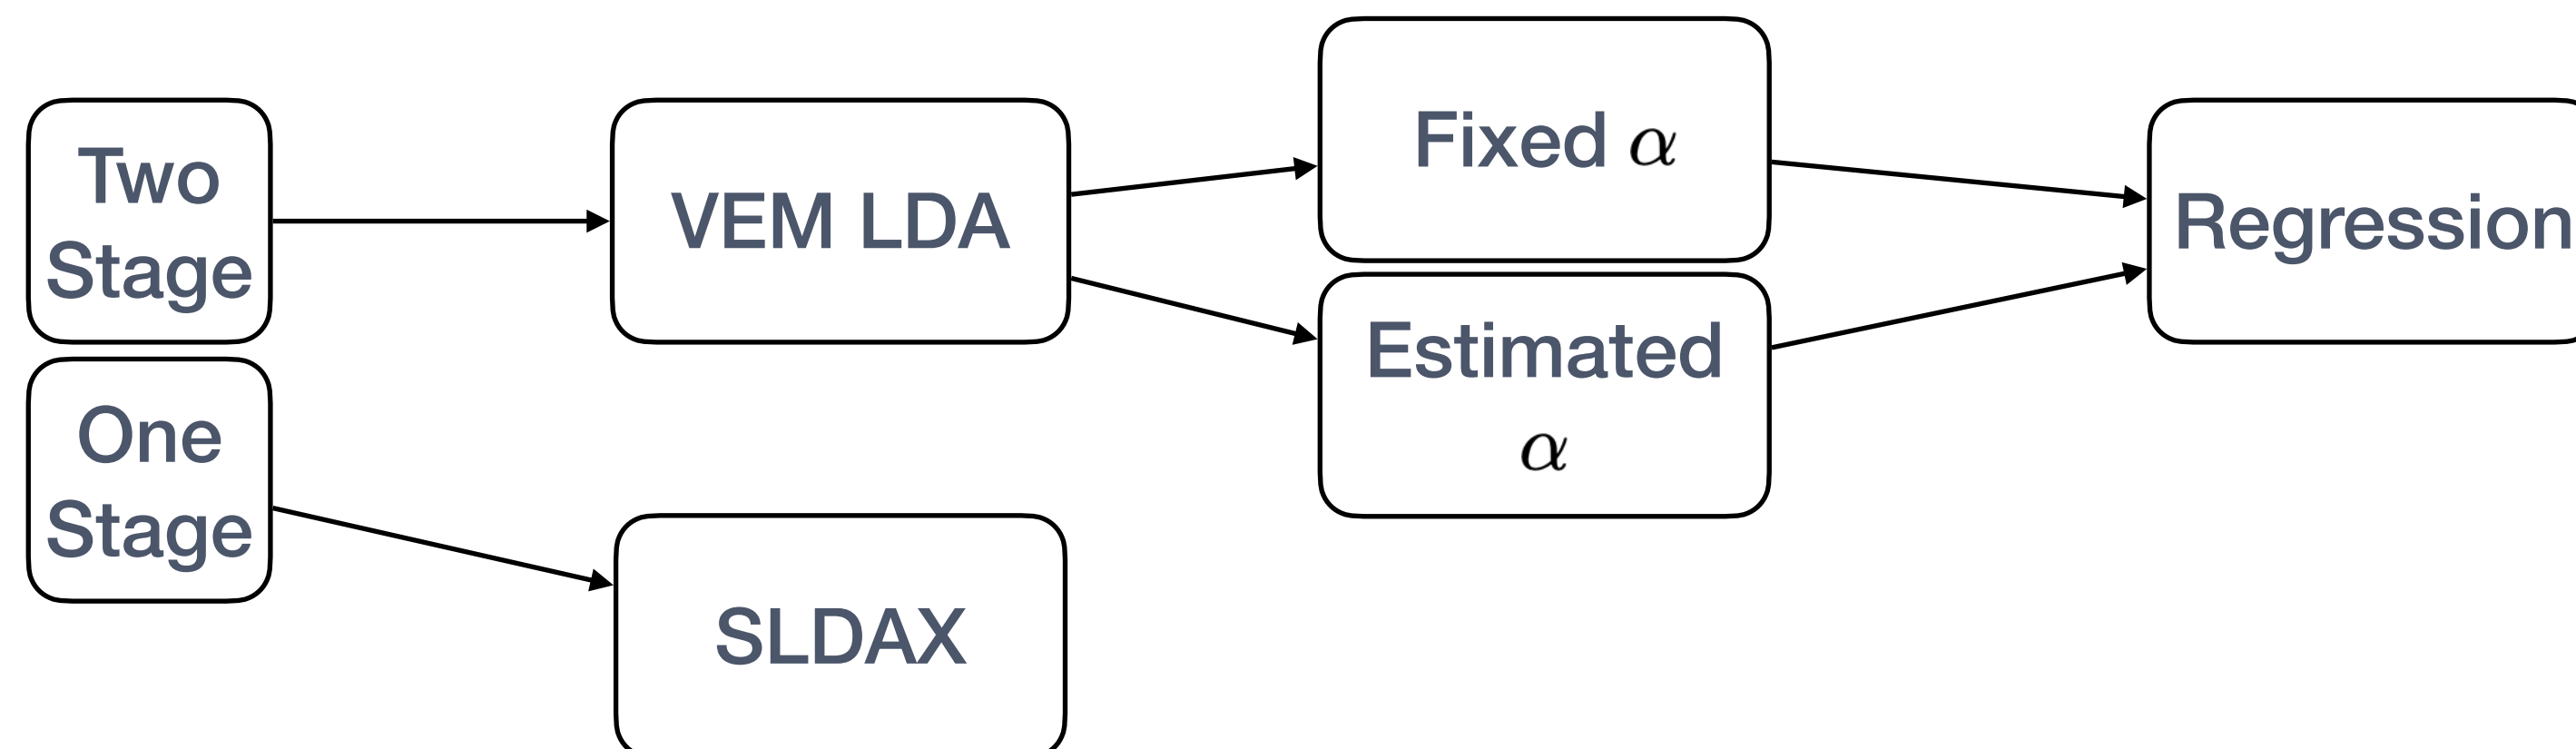 Two
Stage
VEM LDA
Fixed α
Regression
Estimated
α
One
Stage
SLDAX